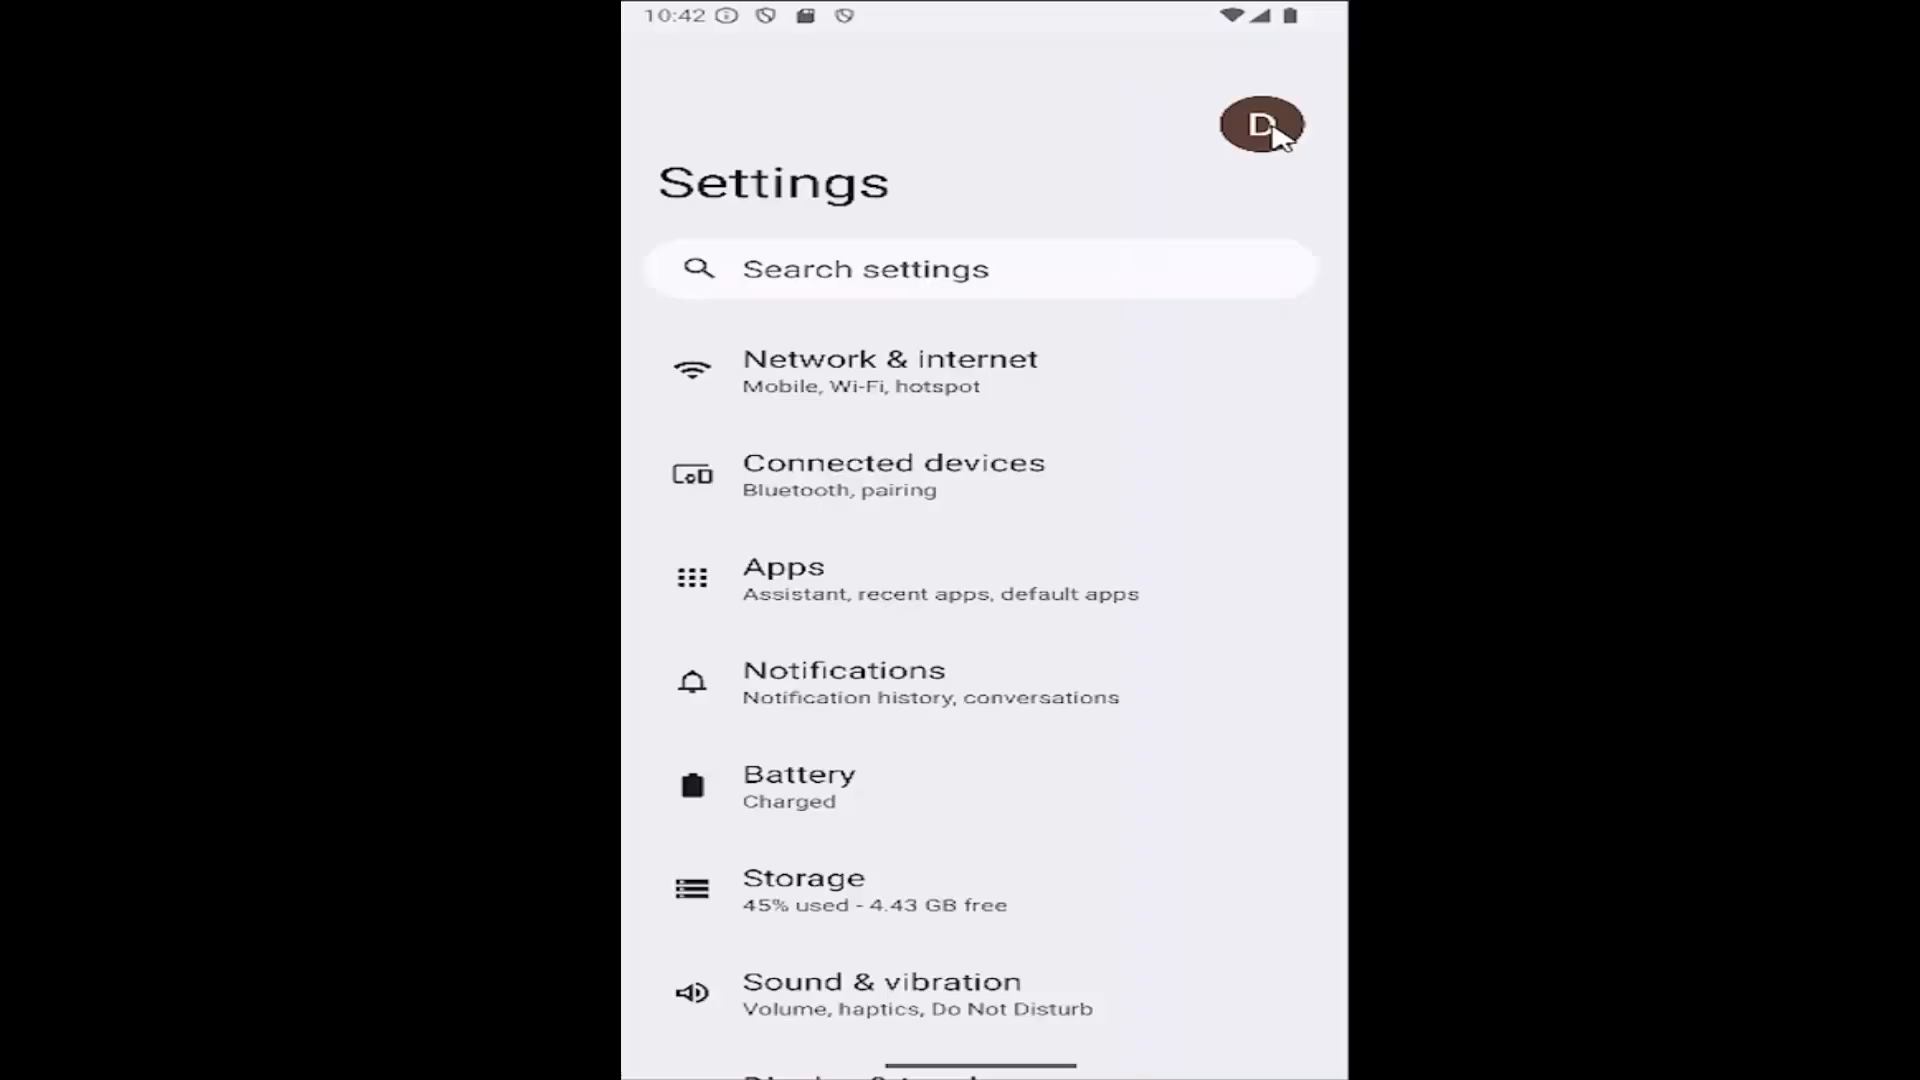 10:42
D
Settings
Search settings
Network & internet
Mobile, Wi-Fi, hotspot
Connected devices
Bluetooth, pairing
Apps
Assistant, recent apps, default apps
Notifications
Notification history, conversations
Battery
Charged
Storage
45% used - 4.43 GB free
Sound & vibration
Volume, haptics, Do Not Disturb